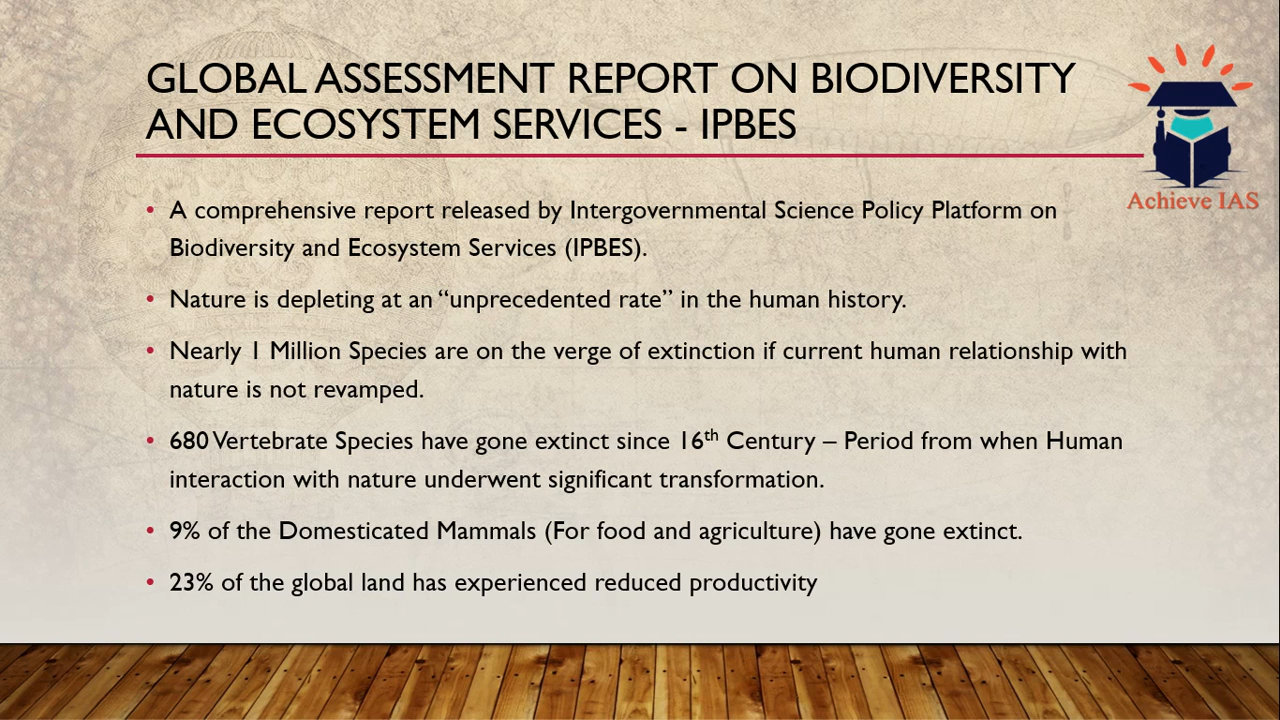 GLOBAL ASSESSMENT REPORT ON BIODIVERSITY
AND ECOSYSTEM SERVICES - IPBES
Achieve IAS
• A comprehensive report released by Intergovernmental Science Policy Platform on
Biodiversity and Ecosystem Services (IPBES).
• Nature is depleting at an “unprecedented rate” in the human history.
• Nearly 1 Million Species are on the verge of extinction if current human relationship with
nature is not revamped.
• 680 Vertebrate Species have gone extinct since 16th Century – Period from when Human
interaction with nature underwent significant transformation.
• 9% of the Domesticated Mammals (For food and agriculture) have gone extinct.
• 23% of the global land has experienced reduced productivity